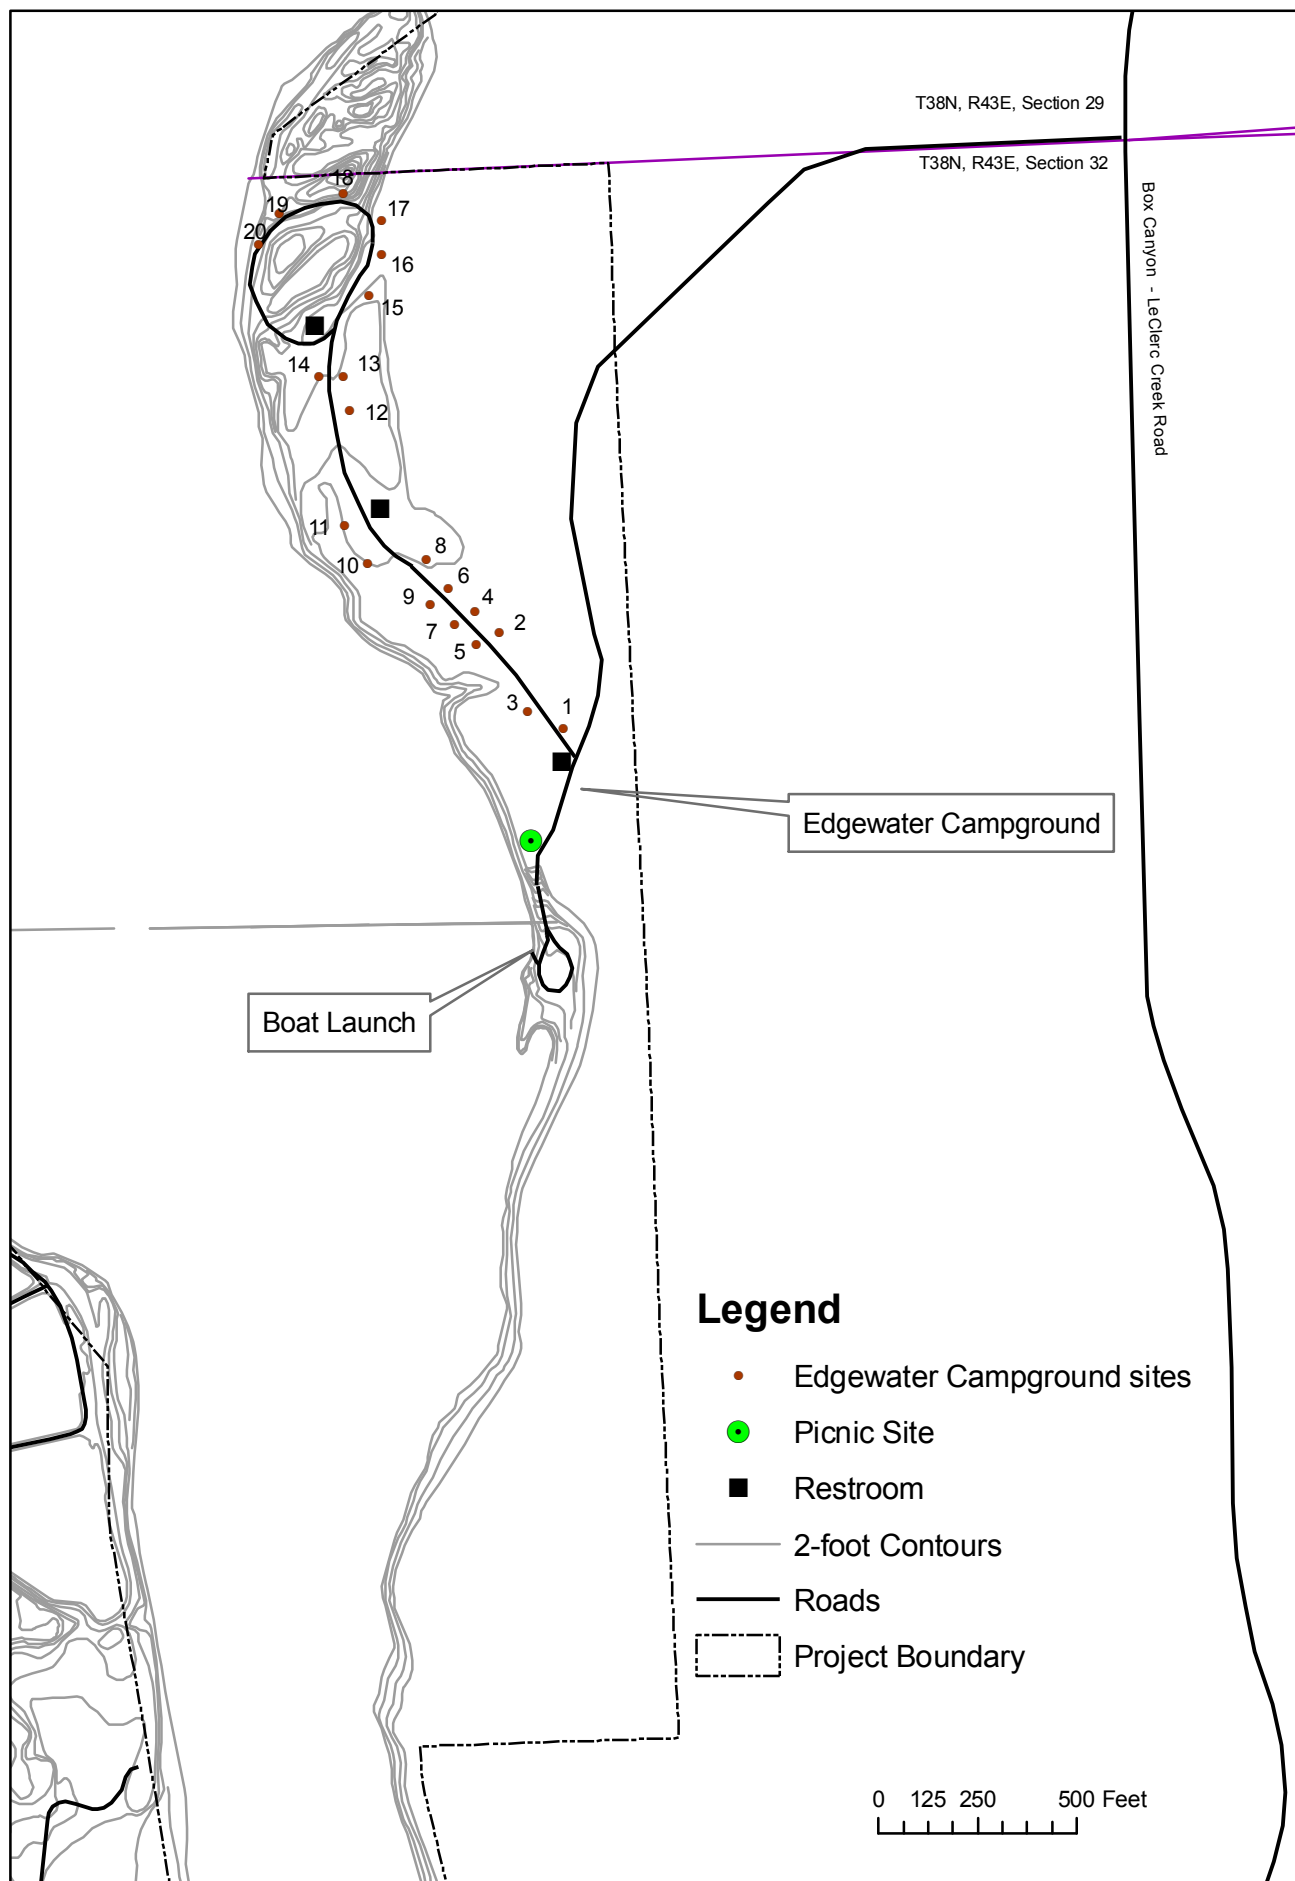 T38N, R43E, Section 29
T38N, R43E, Section 32
Box Canyon - LeClerc Creek Road
18
19
17
20
16
15
14
13
12
11
8
10
6
9
4
7
2
5
3
1
Edgewater Campground
Boat Launch
Legend
Edgewater Campground sites
Picnic Site
Restroom
2-foot Contours
Roads
Project Boundary
0 125 250 500 Feet